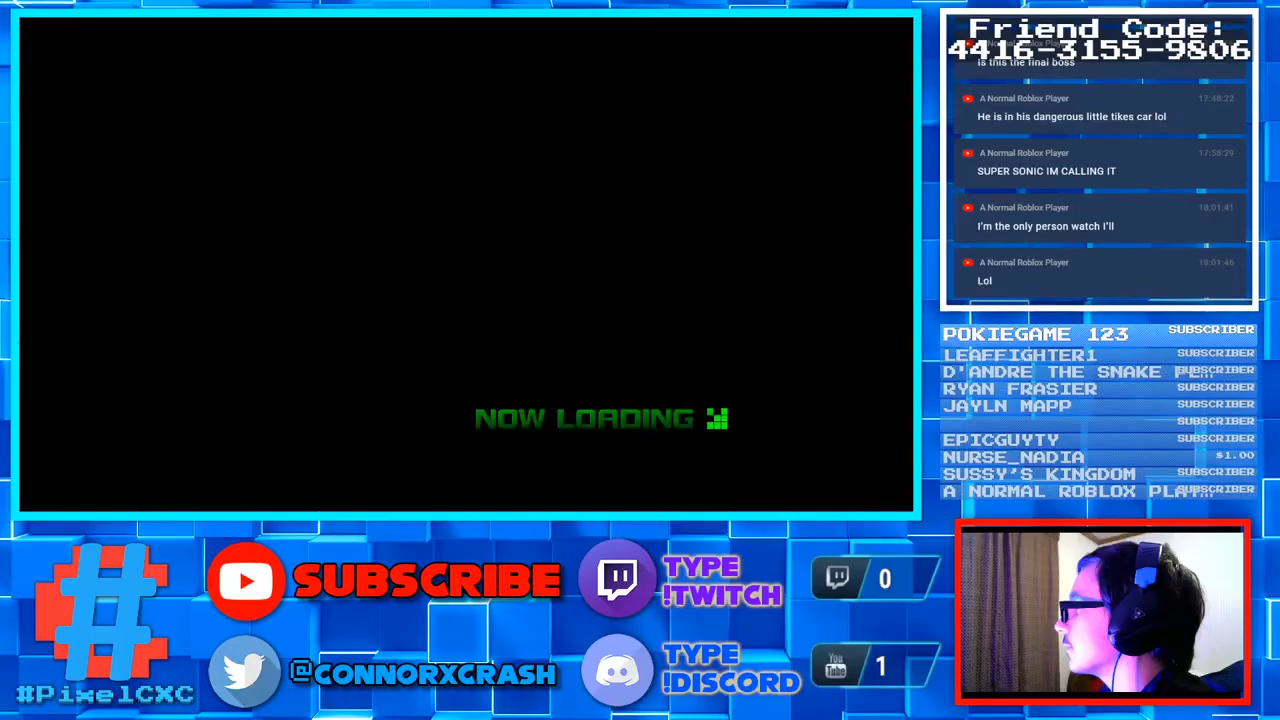 NOW LOADING
Friend Code:
4416-3155-9806
is this the final boss
A Normal Roblox Player 17:48:22
He is in his dangerous little tikes car lol
A Normal Roblox Player 17:58:29
SUPER SONIC IM CALLING IT
A Normal Roblox Player 18:01:41
I'm the only person watch I'll
A Normal Roblox Player 18:01:46
Lol
POKIEGAME 123 SUBSCRIBER
LEAFFIGHTER1 SUBSCRIBER
D'ANDRE THE SNAKE SUBSCRIBER
RYAN FRASIER SUBSCRIBER
JAYLN MAPP SUBSCRIBER
SUBSCRIBER
EPICGUYTY SUBSCRIBER
NURSE_NADIA $1.00
SUSSY'S KINGDOM SUBSCRIBER
A NORMAL ROBLOX SUBSCRIBER
#
#PixelCXC
SUBSCRIBE
@CONNORXCRASH
TYPE
!TWITCH
TYPE
!DISCORD
0
You
Tube
1